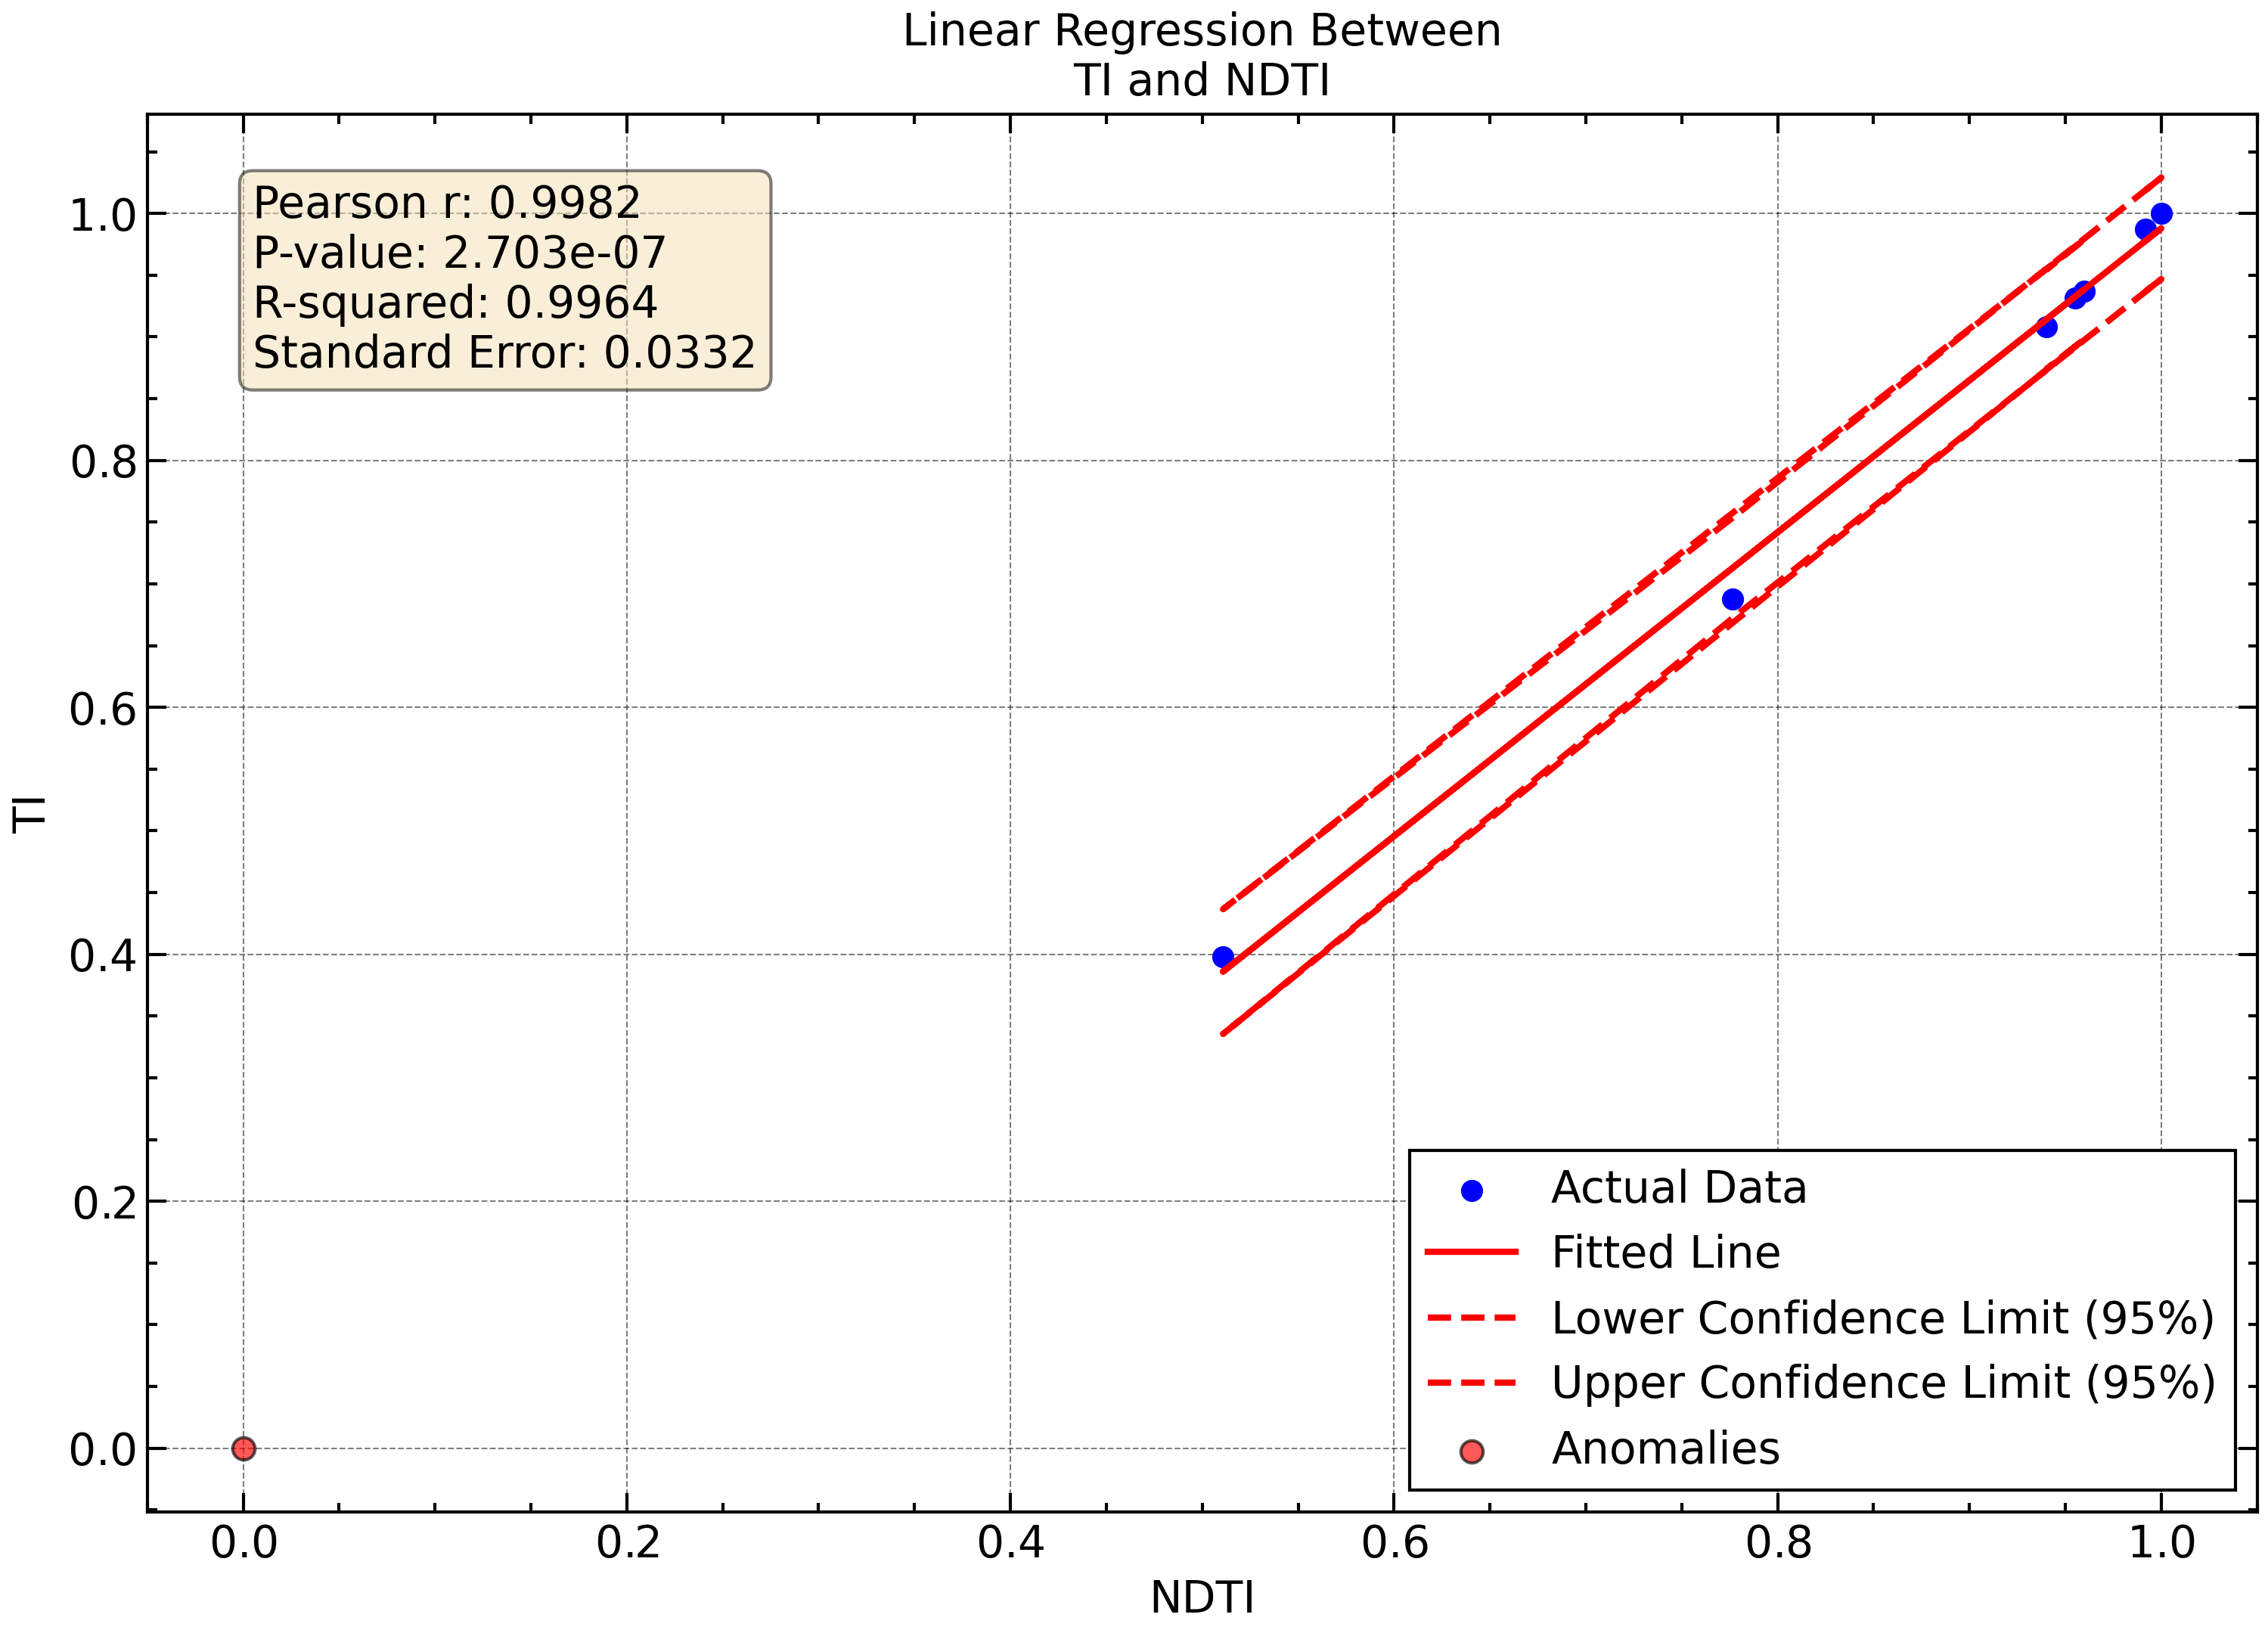 Linear Regression Between
TI and NDTI
Pearson r: 0.9982
P-value: 2.703e-07
R-squared: 0.9964
Standard Error: 0.0332
1.0
0.8
0.6
0.4
0.2
0.0
TI
Actual Data
Fitted Line
Lower Confidence Limit (95%)
Upper Confidence Limit (95%)
Anomalies
0.0 0.2 0.4 0.6 0.8 1.0
NDTI